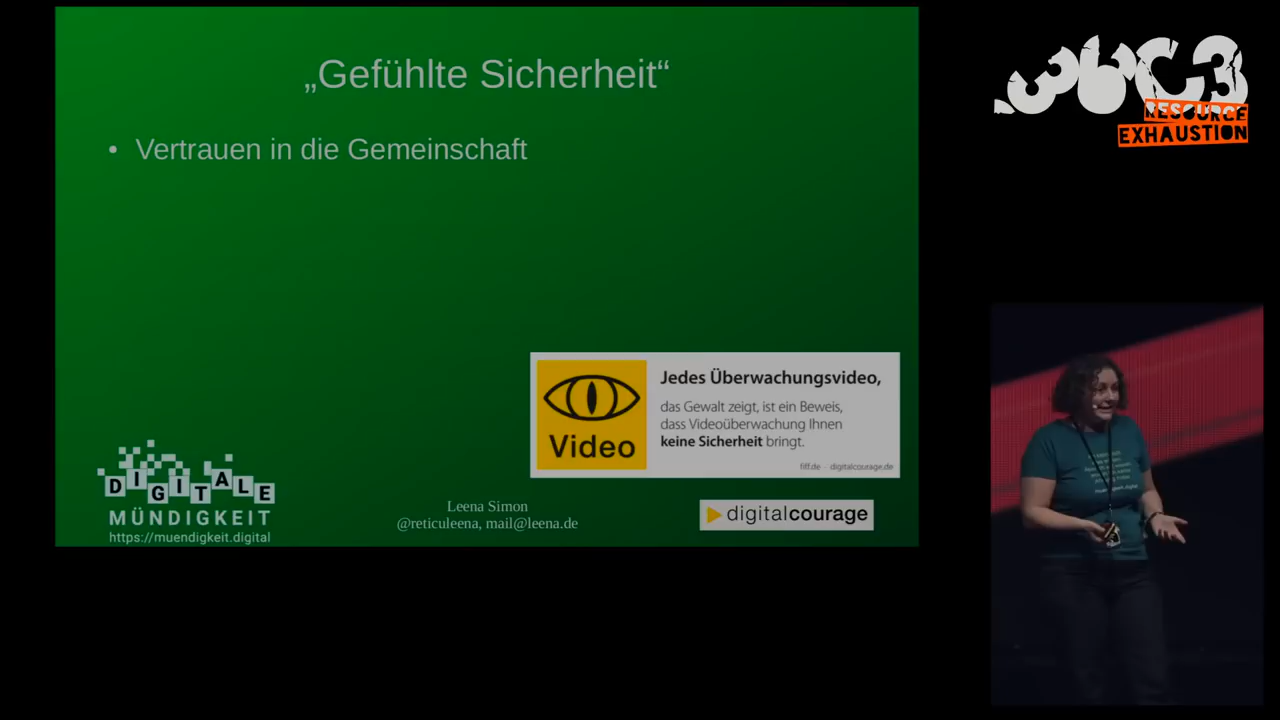 „Gefühlte Sicherheit“
• Vertrauen in die Gemeinschaft
Video
Jedes Überwachungsvideo,
das Gewalt zeigt, ist ein Beweis,
dass Videoüberwachung Ihnen
keine Sicherheit bringt.
fiff.de · digitalcourage.de
DIGITALE
MÜNDIGKEIT
https://muendigkeit.digital
Leena Simon
@reticuleena, mail@leena.de
digitalcourage
36C3
RESOURCE
EXHAUSTION